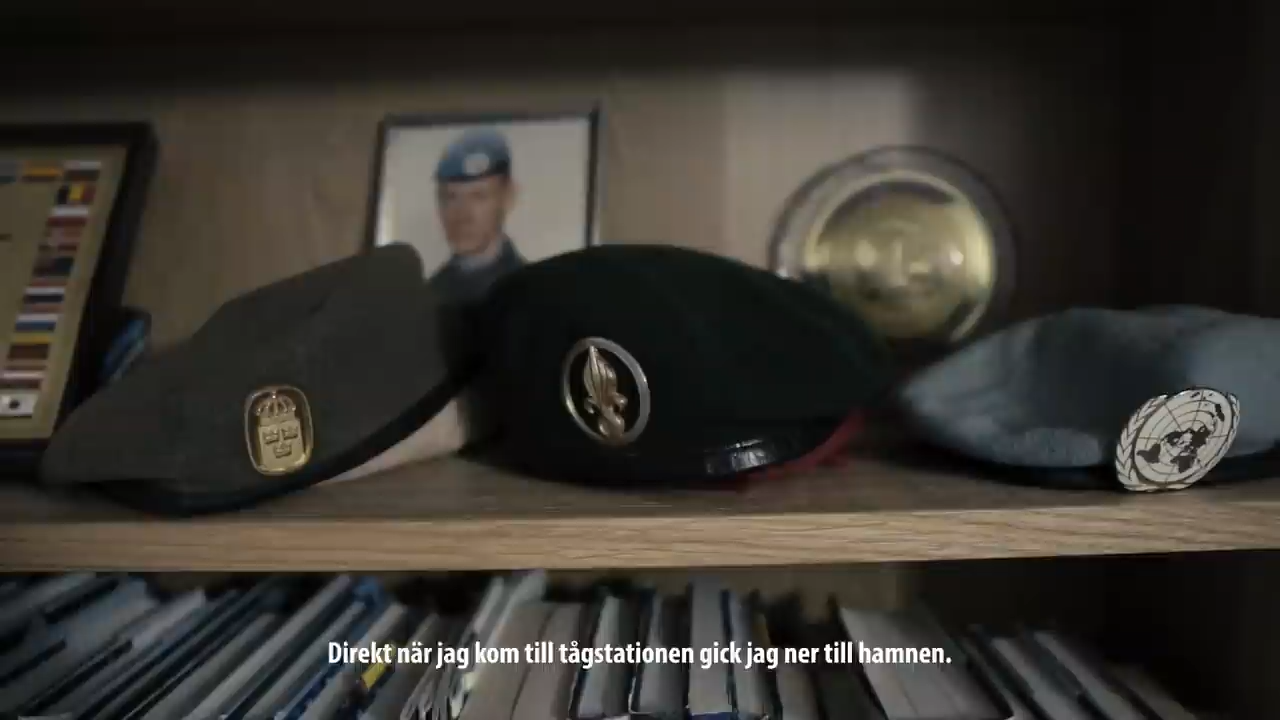 Direkt när jag kom till tågstationen gick jag ner till hamnen.